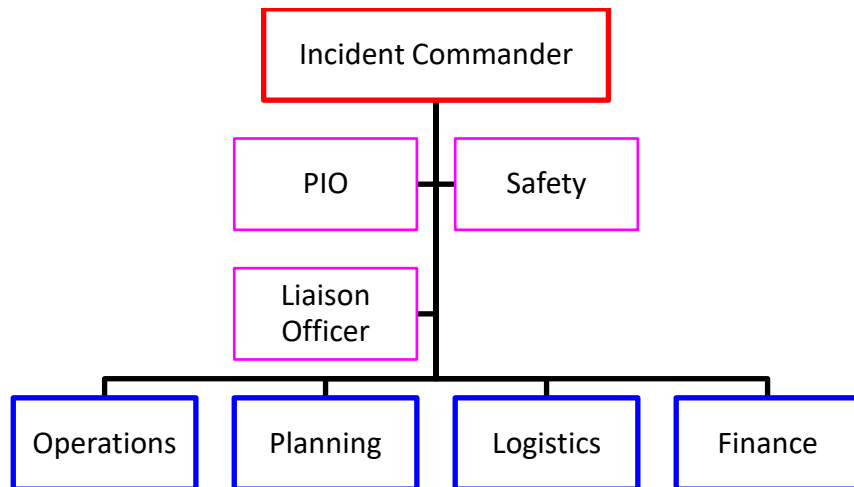 Incident Commander
PIO
Safety
Liaison
Officer
Operations
Planning
Logistics
Finance